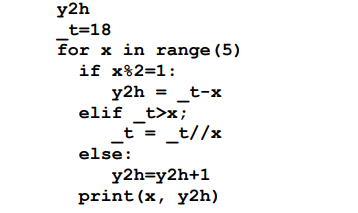 y2h
_t=18
for x in range(5)
if x%2=1:
y2h = _t-x
elif _t>x;
_t = _t//x
else:
y2h=y2h+1
print(x, y2h)